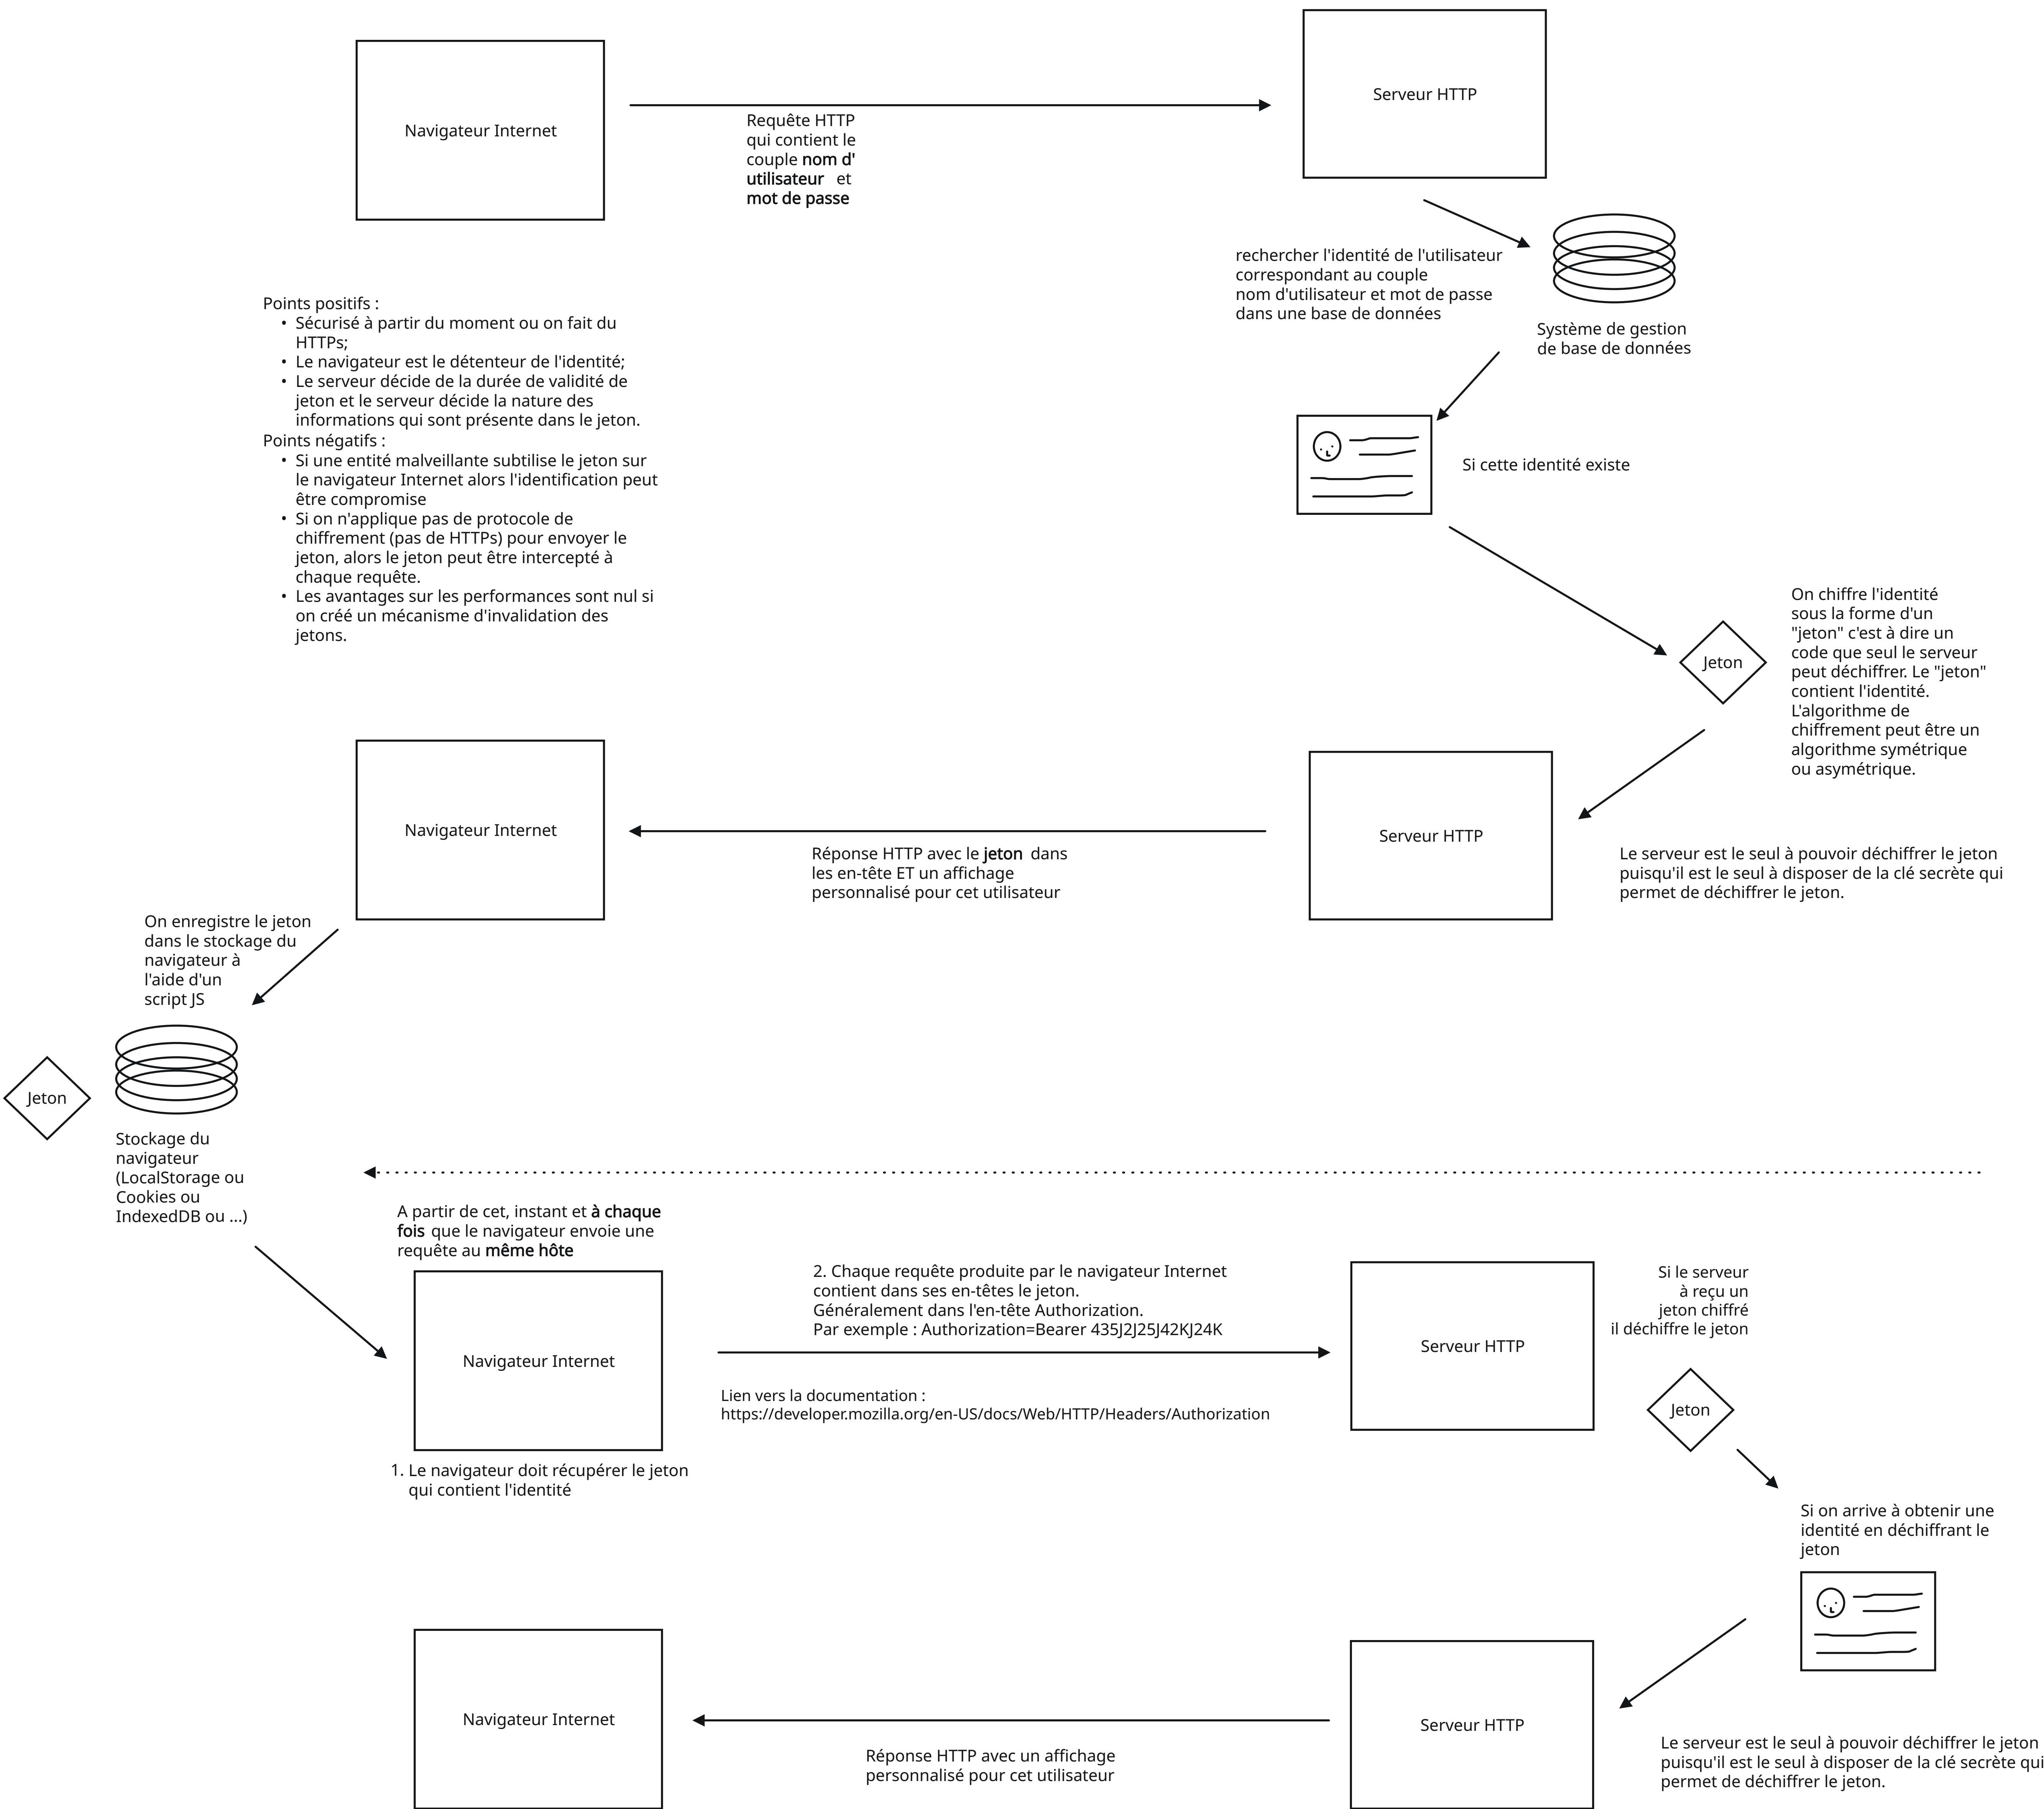 Navigateur Internet
Serveur HTTP
Requête HTTP
qui contient le
couple nom d'
utilisateur et
mot de passe
rechercher l'identité de l'utilisateur
correspondant au couple
nom d'utilisateur et mot de passe
dans une base de données
Système de gestion
de base de données
Points positifs :
• Sécurisé à partir du moment ou on fait du
HTTPs;
• Le navigateur est le détenteur de l'identité;
• Le serveur décide de la durée de validité de
jeton et le serveur décide la nature des
informations qui sont présente dans le jeton.
Points négatifs :
• Si une entité malveillante subtilise le jeton sur
le navigateur Internet alors l'identification peut
être compromise
• Si on n'applique pas de protocole de
chiffrement (pas de HTTPs) pour envoyer le
jeton, alors le jeton peut être intercepté à
chaque requête.
• Les avantages sur les performances sont nul si
on créé un mécanisme d'invalidation des
jetons.
Si cette identité existe
Jeton
On chiffre l'identité
sous la forme d'un
"jeton" c'est à dire un
code que seul le serveur
peut déchiffrer. Le "jeton"
contient l'identité.
L'algorithme de
chiffrement peut être un
algorithme symétrique
ou asymétrique.
Navigateur Internet
Serveur HTTP
Réponse HTTP avec le jeton dans
les en-tête ET un affichage
personnalisé pour cet utilisateur
Le serveur est le seul à pouvoir déchiffrer le jeton
puisqu'il est le seul à disposer de la clé secrète qui
permet de déchiffrer le jeton.
On enregistre le jeton
dans le stockage du
navigateur à
l'aide d'un
script JS
Jeton
Stockage du
navigateur
(LocalStorage ou
Cookies ou
IndexedDB ou ...)
A partir de cet, instant et à chaque
fois que le navigateur envoie une
requête au même hôte
Navigateur Internet
1. Le navigateur doit récupérer le jeton
qui contient l'identité
2. Chaque requête produite par le navigateur Internet
contient dans ses en-têtes le jeton.
Généralement dans l'en-tête Authorization.
Par exemple : Authorization=Bearer 435J2J25J42KJ24K
Lien vers la documentation :
https://developer.mozilla.org/en-US/docs/Web/HTTP/Headers/Authorization
Serveur HTTP
Si le serveur
à reçu un
jeton chiffré
il déchiffre le jeton
Jeton
Si on arrive à obtenir une
identité en déchiffrant le
jeton
Navigateur Internet
Serveur HTTP
Réponse HTTP avec un affichage
personnalisé pour cet utilisateur
Le serveur est le seul à pouvoir déchiffrer le jeton
puisqu'il est le seul à disposer de la clé secrète qui
permet de déchiffrer le jeton.